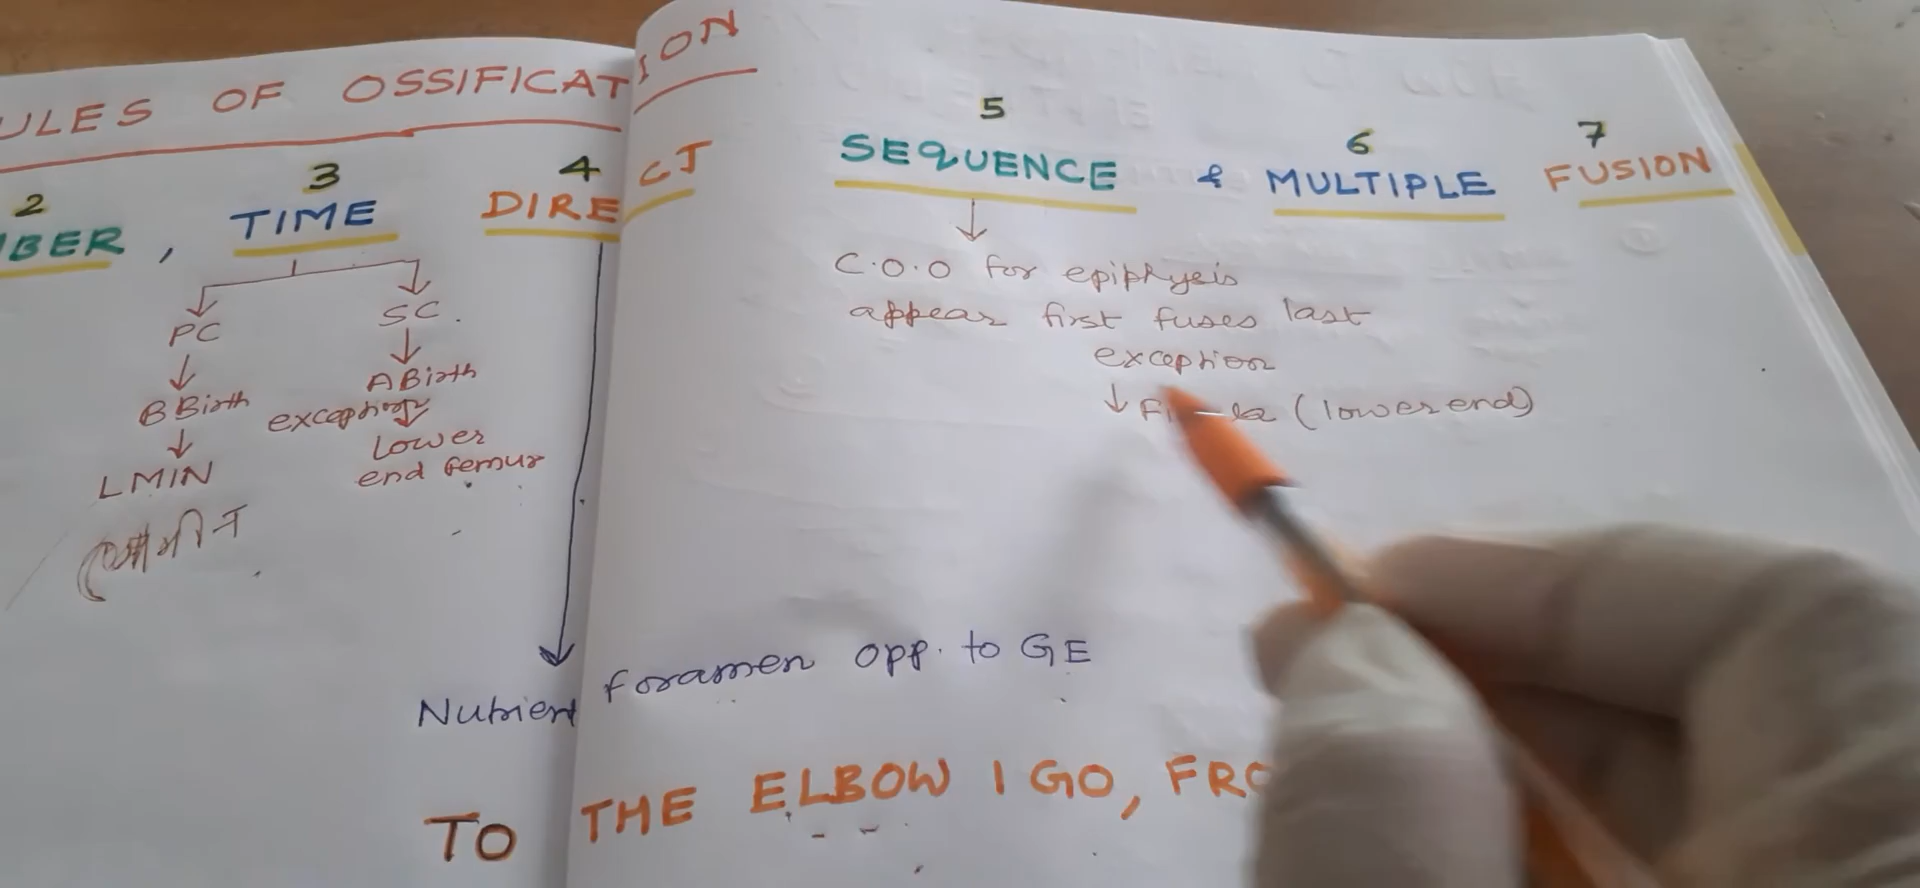 ULES OF OSSIFICATION
2 3 4 5 6 7
BER, TIME DIRECT SEQUENCE & MULTIPLE FUSION
PC SC.
B Birth A Birth
LMIN exception
Lower
end femur
C.O.O for epiphysis
appear first fuses last
exception
(lower end)
Nutrient foramen opp. to GE
TO THE ELBOW I GO, FRO